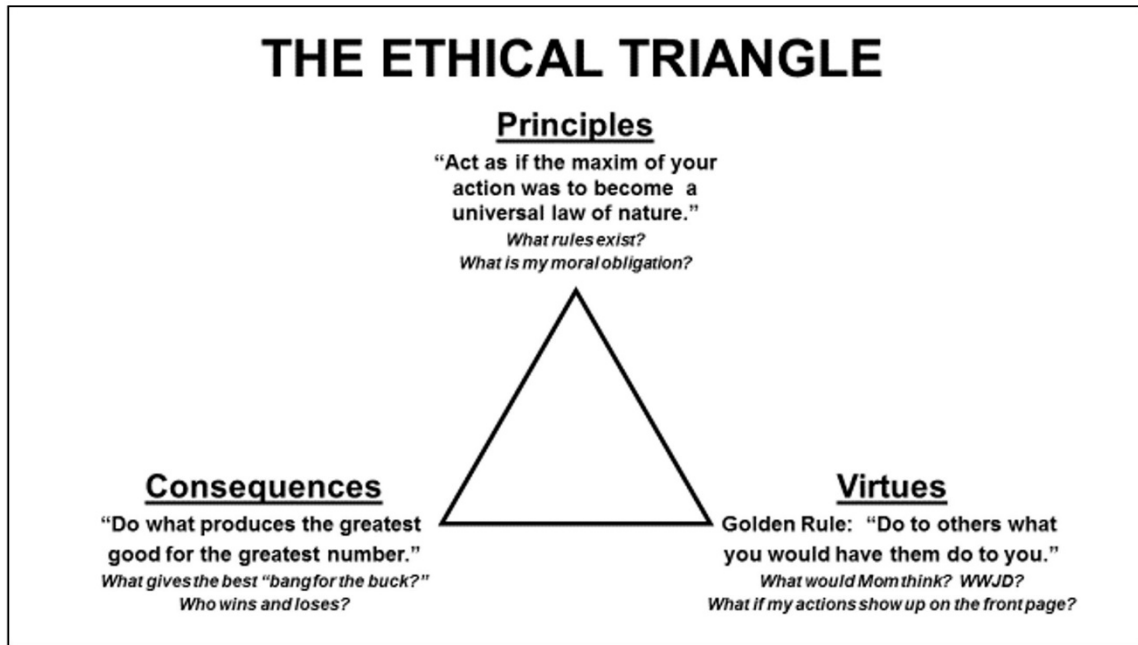 THE ETHICAL TRIANGLE
Principles
“Act as if the maxim of your
action was to become a
universal law of nature.”
What rules exist?
What is my moral obligation?
Consequences
“Do what produces the greatest
good for the greatest number.”
What gives the best “bang for the buck?”
Who wins and loses?
Virtues
Golden Rule: “Do to others what
you would have them do to you.”
What would Mom think? WWJD?
What if my actions show up on the front page?